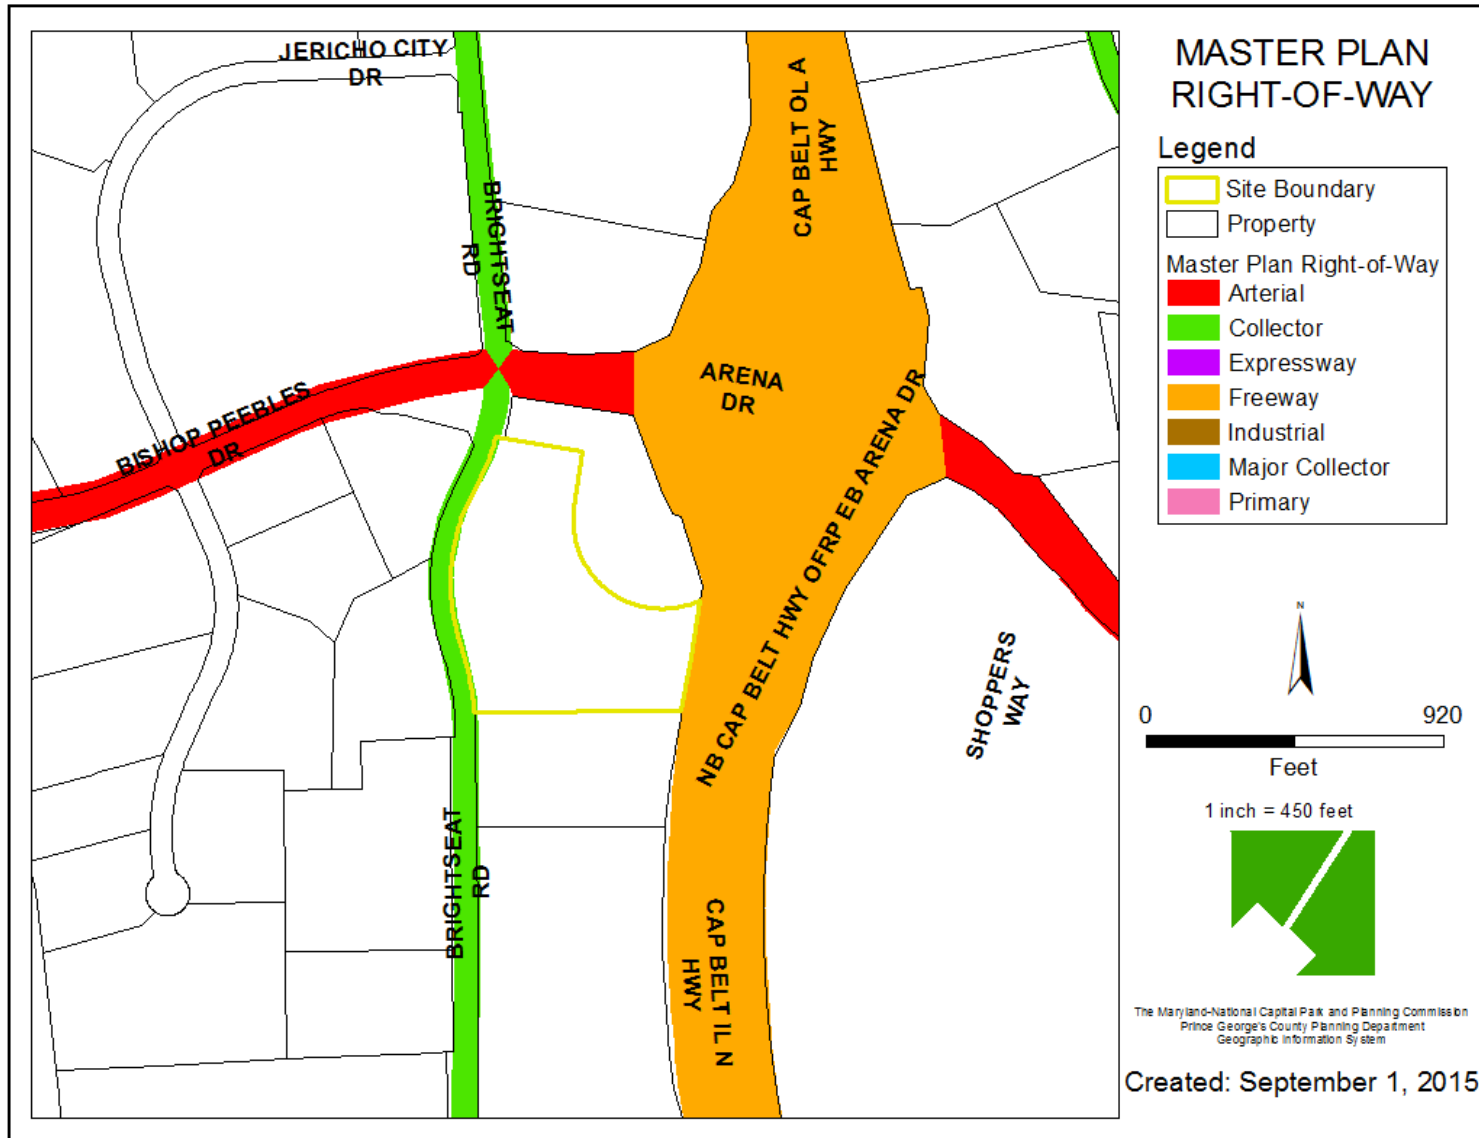 JERICHO CITY
DR
CAP BELT OL A
HWY
BRIGHTSEAT
RD
ARENA
DR
BISHOP PEEBLES
DR
NB CAP BELT HWY OFRP EB ARENA DR
SHOPPERS
WAY
BRIGHTSEAT
RD
CAP BELT IL N
HWY
MASTER PLAN
RIGHT-OF-WAY
Legend
Site Boundary
Property
Master Plan Right-of-Way
Arterial
Collector
Expressway
Freeway
Industrial
Major Collector
Primary
N
0 920
Feet
1 inch = 450 feet
The Maryland-National Capital Park and Planning Commission
Prince George's County Planning Department
Geographic Information System
Created: September 1, 2015